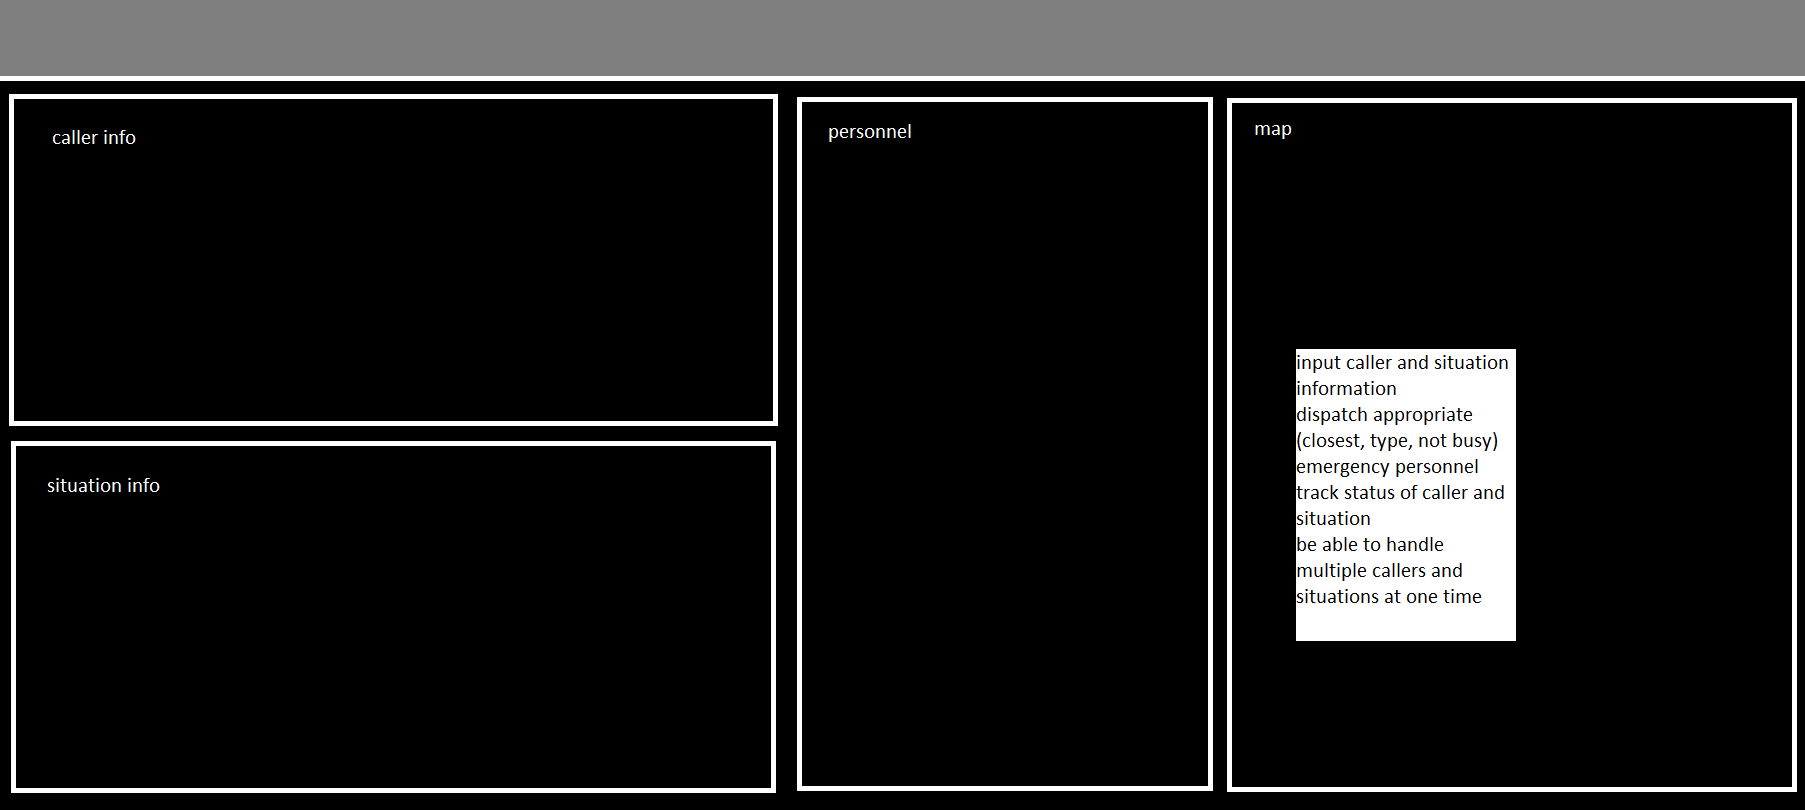 caller info
situation info
personnel
map
input caller and situation
information
dispatch appropriate
(closest, type, not busy)
emergency personnel
track status of caller and
situation
be able to handle
multiple callers and
situations at one time